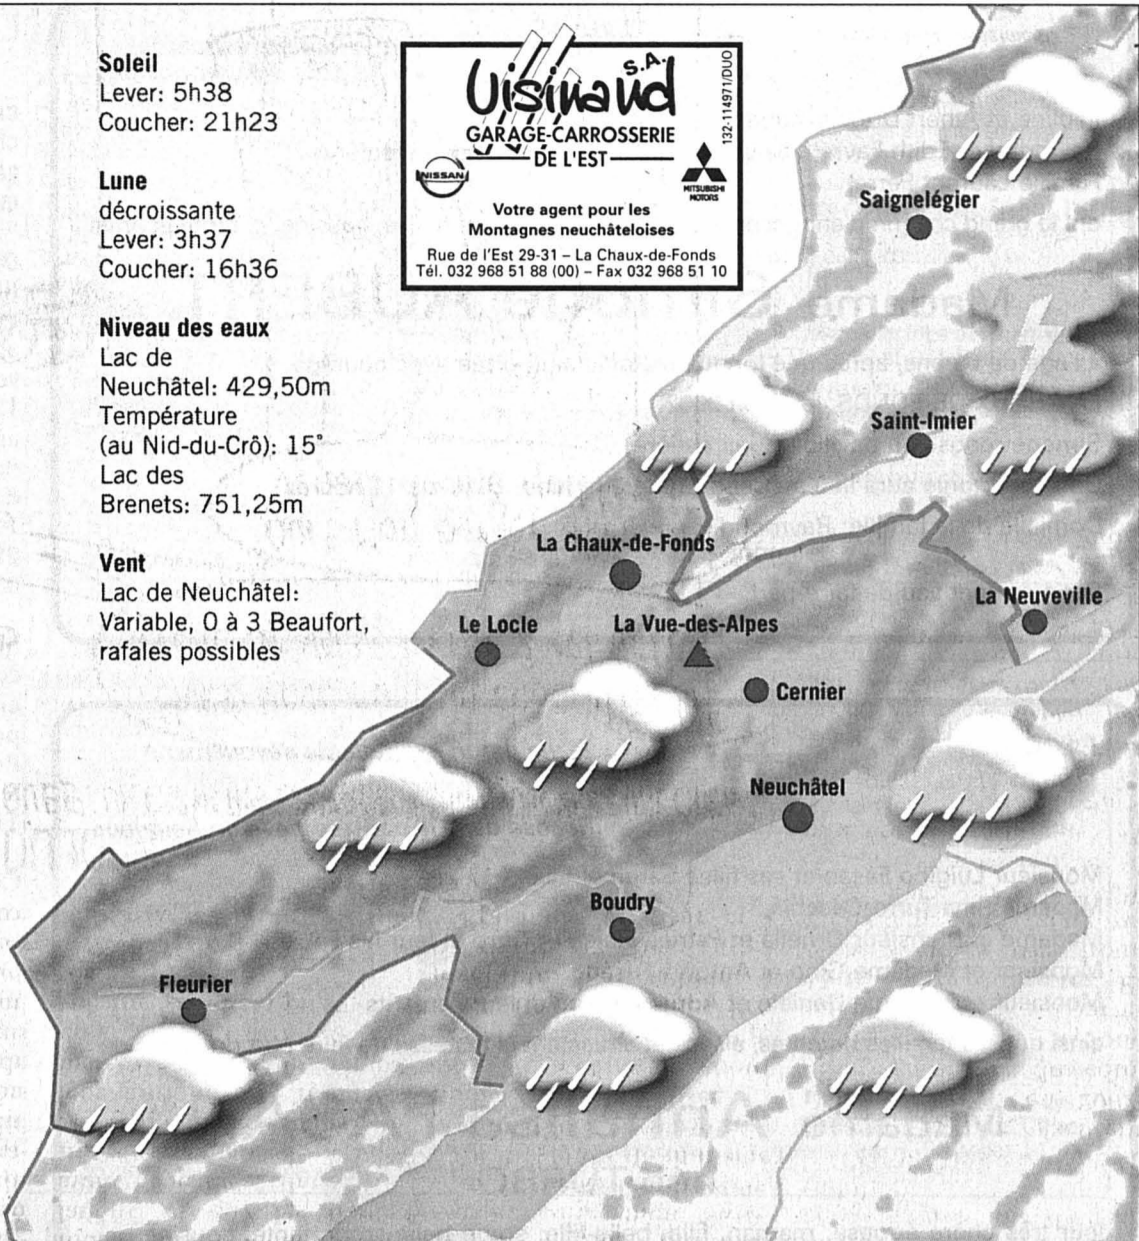 Soleil
Lever: 5h38
Coucher: 21h23
Lune
décroissante
Lever: 3h37
Coucher: 16h36
Niveau des eaux
Lac de
Neuchâtel: 429,50m
Température
(au Nid-du-Crô): 15°
Lac des
Brenets: 751,25m
Vent
Lac de Neuchâtel:
Variable, 0 à 3 Beaufort,
rafales possibles
Visinand S.A.
GARAGE-CARROSSERIE
DE L'EST
NISSAN
MITSUBISHI
MOTORS
132-114971/DUO
Votre agent pour les
Montagnes neuchâteloises
Rue de l'Est 29-31 – La Chaux-de-Fonds
Tél. 032 968 51 88 (00) – Fax 032 968 51 10
Saignelégier
Saint-Imier
La Chaux-de-Fonds
La Neuveville
Le Locle
La Vue-des-Alpes
Cernier
Neuchâtel
Boudry
Fleurier